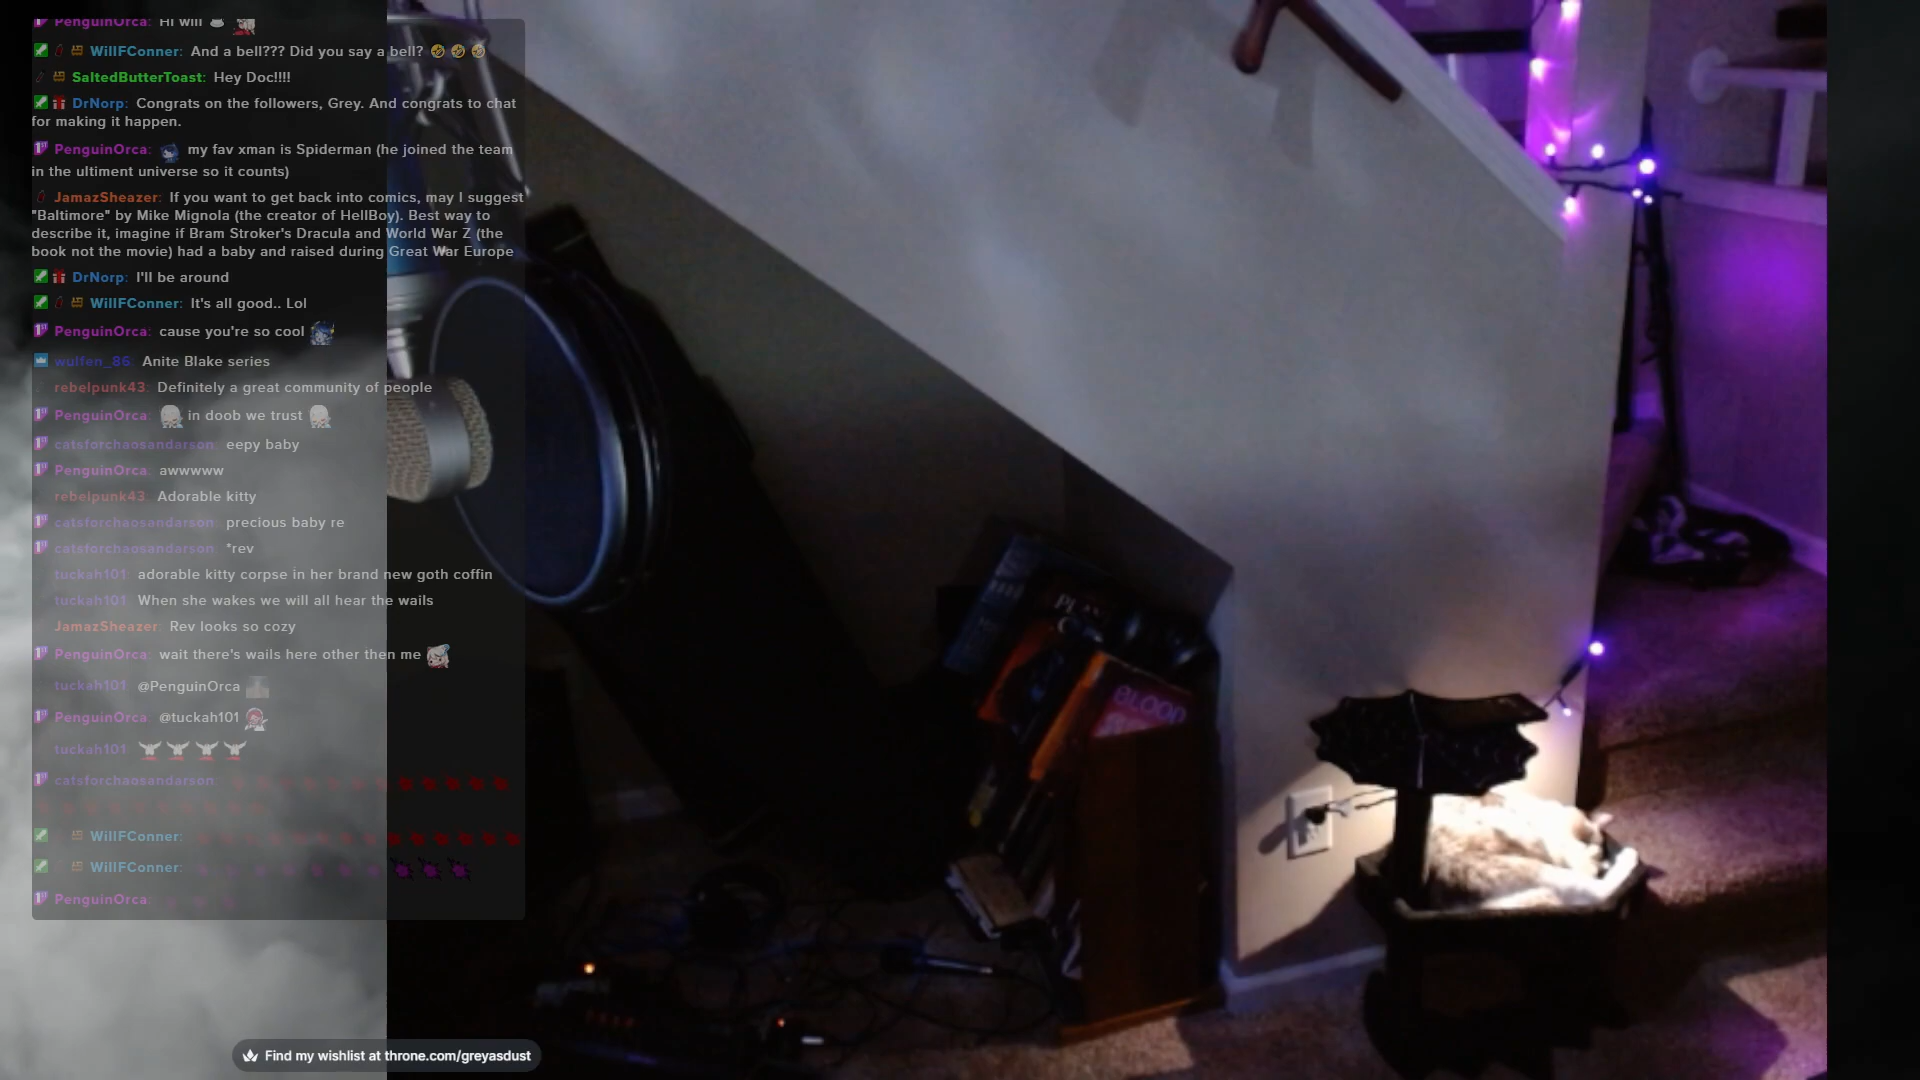 PenguinOrca: Hi will
WillFConner: And a bell??? Did you say a bell? 🤣 🤣 🤣
SaltedButterToast: Hey Doc!!!!
DrNorp: Congrats on the followers, Grey. And congrats to chat
for making it happen.
PenguinOrca: my fav xman is Spiderman (he joined the team
in the ultiment universe so it counts)
JamazSheazer: If you want to get back into comics, may I suggest
"Baltimore" by Mike Mignola (the creator of HellBoy). Best way to
describe it, imagine if Bram Stroker's Dracula and World War Z (the
book not the movie) had a baby and raised during Great War Europe
DrNorp: I'll be around
WillFConner: It's all good.. Lol
PenguinOrca: cause you're so cool
wulfen_86: Anite Blake series
rebelpunk43: Definitely a great community of people
PenguinOrca: in doob we trust
catsforchaosandarson: eepy baby
PenguinOrca: awwwww
rebelpunk43: Adorable kitty
catsforchaosandarson: precious baby re
catsforchaosandarson: *rev
tuckah101: adorable kitty corpse in her brand new goth coffin
tuckah101: When she wakes we will all hear the wails
JamazSheazer: Rev looks so cozy
PenguinOrca: wait there's wails here other then me
tuckah101: @PenguinOrca
PenguinOrca: @tuckah101
tuckah101:
catsforchaosandarson:
WillFConner:
WillFConner:
PenguinOrca:
BLOOD
Find my wishlist at throne.com/greyasdust